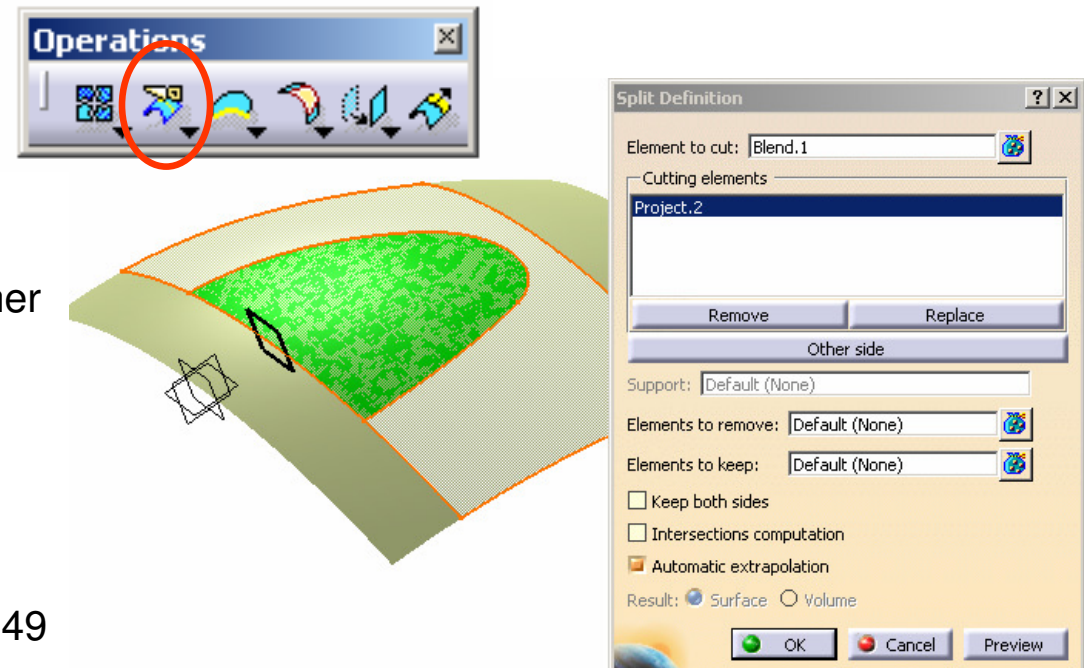 Operations
Split Definition
Element to cut: Blend.1
Cutting elements
Project.2
Remove Replace
Other side
Support: Default (None)
Elements to remove: Default (None)
Elements to keep: Default (None)
Keep both sides
Intersections computation
Automatic extrapolation
Result: Surface Volume
OK Cancel Preview
49